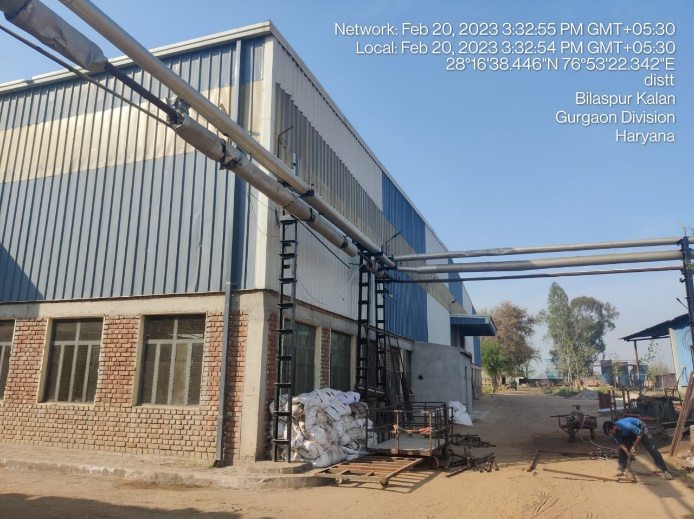 Network: Feb 20, 2023 3:32:55 PM GMT+05:30
Local: Feb 20, 2023 3:32:54 PM GMT+05:30
28°16'38.446"N 76°53'22.342"E
distt
Bilaspur Kalan
Gurgaon Division
Haryana